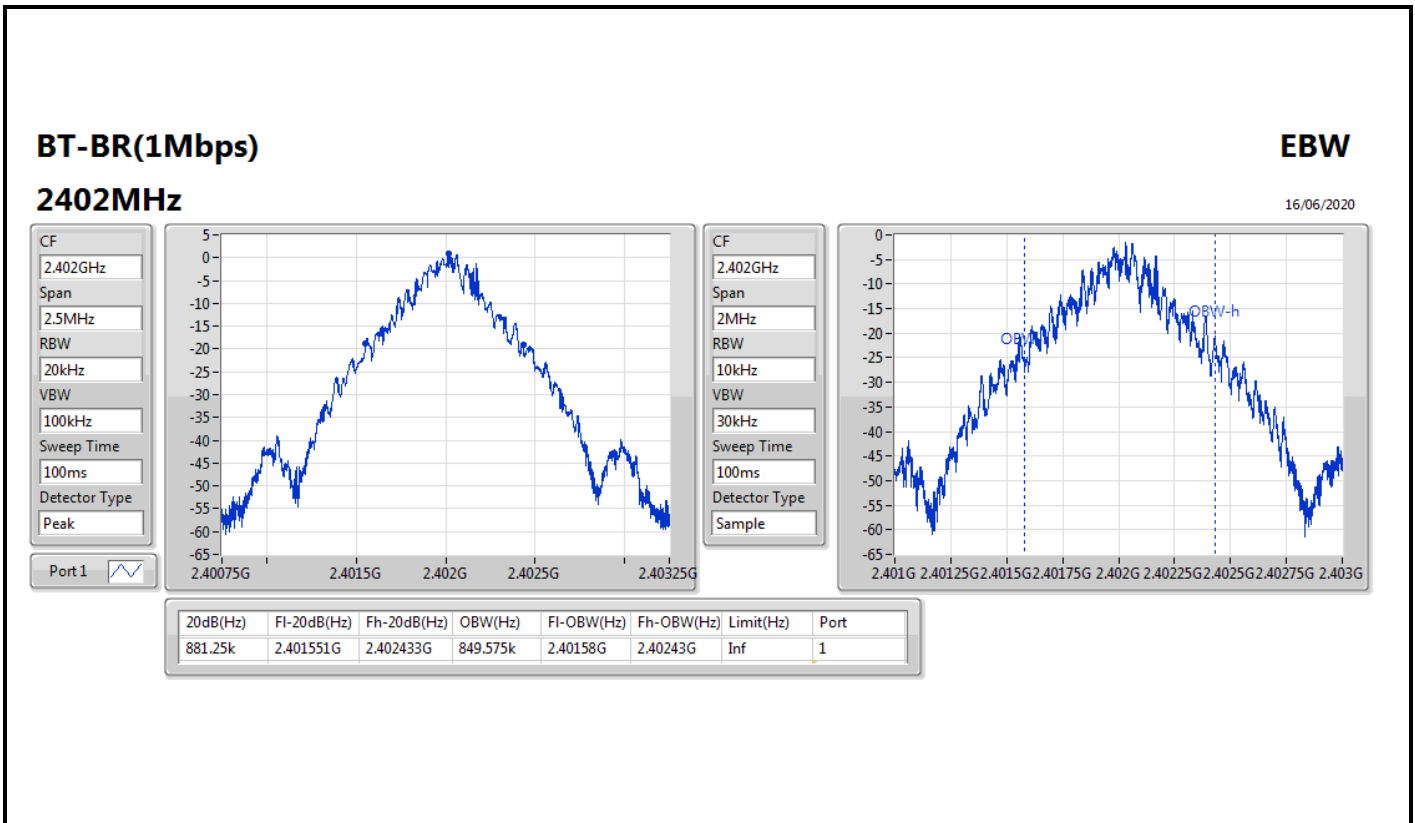 BT-BR(1Mbps)
EBW
2402MHz
16/06/2020
CF
2.402GHz
Span
2.5MHz
RBW
20kHz
VBW
100kHz
Sweep Time
100ms
Detector Type
Peak
Port 1
5
0
-5
-10
-15
-20
-25
-30
-35
-40
-45
-50
-55
-60
-65
2.40075G 2.4015G 2.402G 2.4025G 2.40325G
CF
2.402GHz
Span
2MHz
RBW
10kHz
VBW
30kHz
Sweep Time
100ms
Detector Type
Sample
0
-5
-10
-15
-20
-25
-30
-35
-40
-45
-50
-55
-60
-65
OBW-h
2.401G 2.40125G 2.4015G 2.40175G 2.402G 2.40225G 2.4025G 2.40275G 2.403G
20dB(Hz) Fl-20dB(Hz) Fh-20dB(Hz) OBW(Hz) Fl-OBW(Hz) Fh-OBW(Hz) Limit(Hz) Port
881.25k 2.401551G 2.402433G 849.575k 2.40158G 2.40243G Inf 1